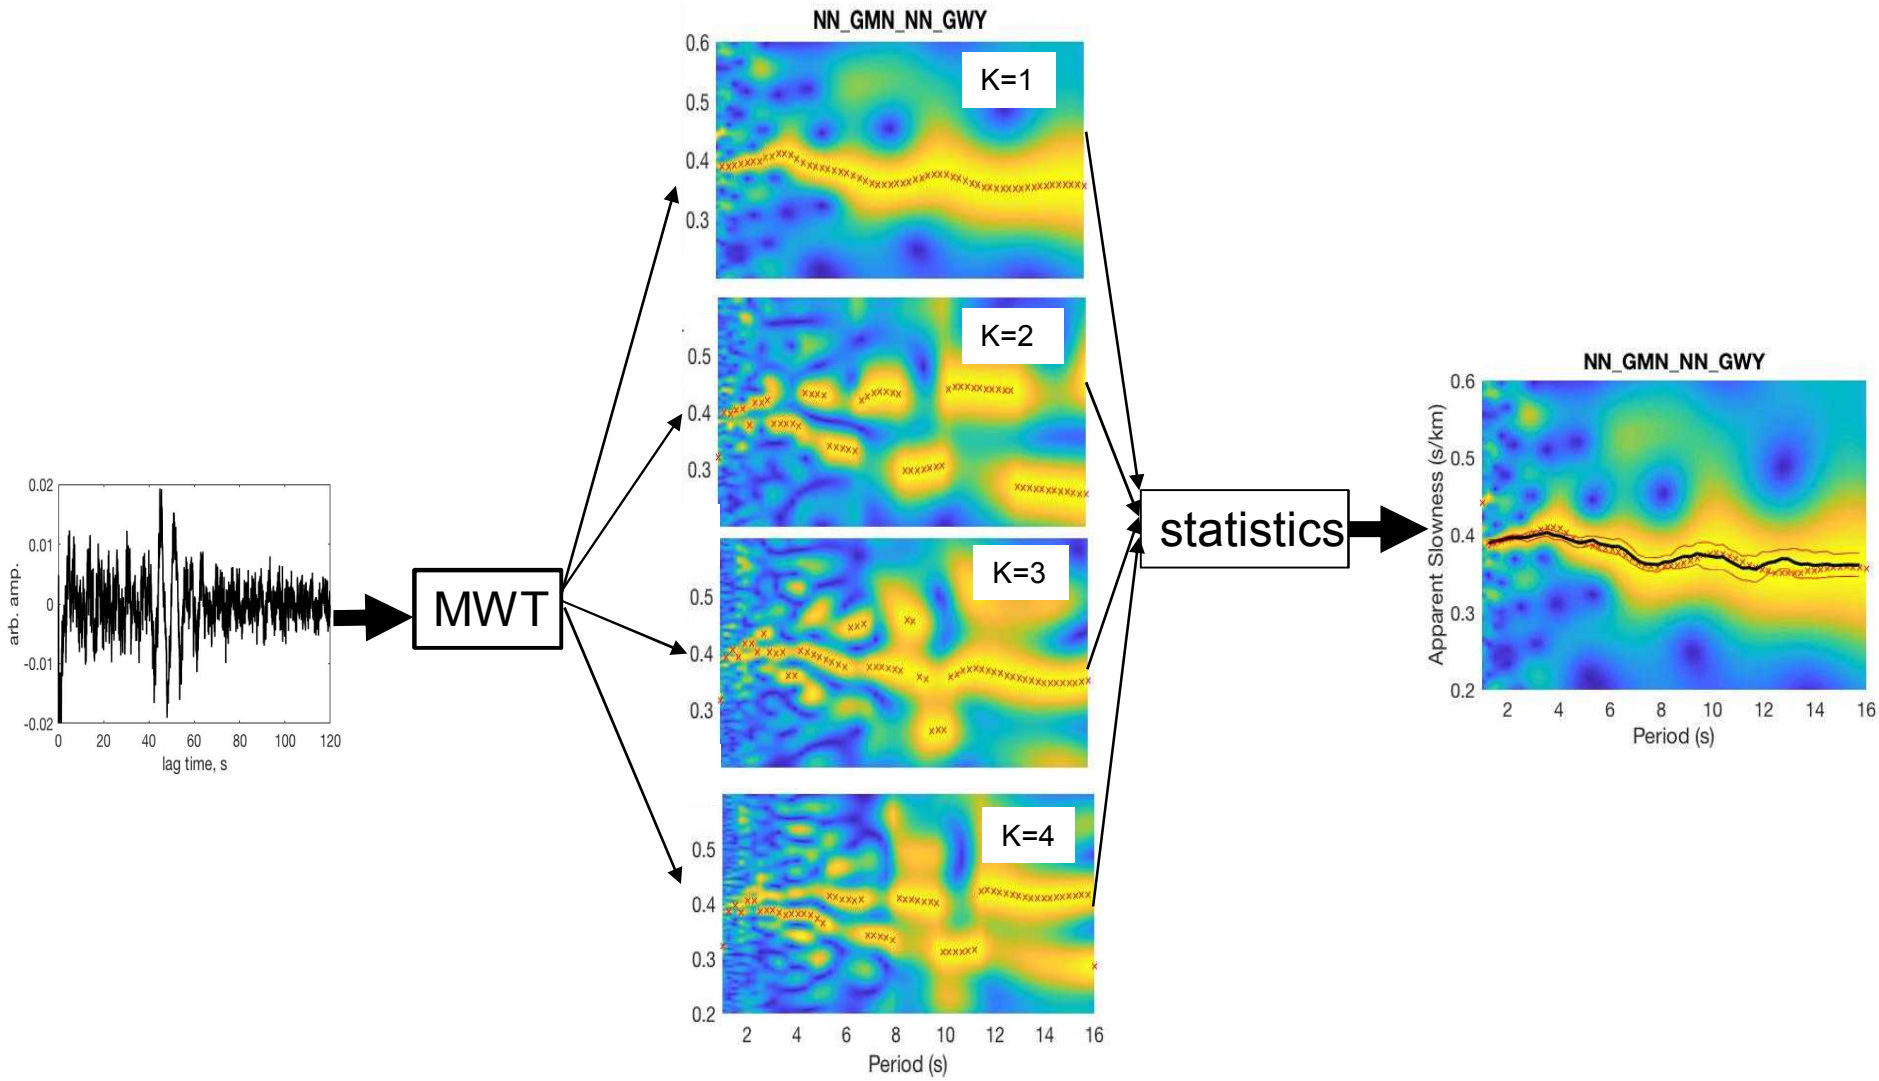 NN_GMN_NN_GWY
0.6
0.5
0.4
0.3
K=1
0.5
0.4
0.3
K=2
0.5
0.4
0.3
K=3
0.5
0.4
0.3
0.2
K=4
2 4 6 8 10 12 14 16
Period (s)
arb. amp.
0.02
0.01
0
-0.01
-0.02
0 20 40 60 80 100 120
lag time, s
MWT
statistics
NN_GMN_NN_GWY
Apparent Slowness (s/km)
0.6
0.5
0.4
0.3
0.2
2 4 6 8 10 12 14 16
Period (s)